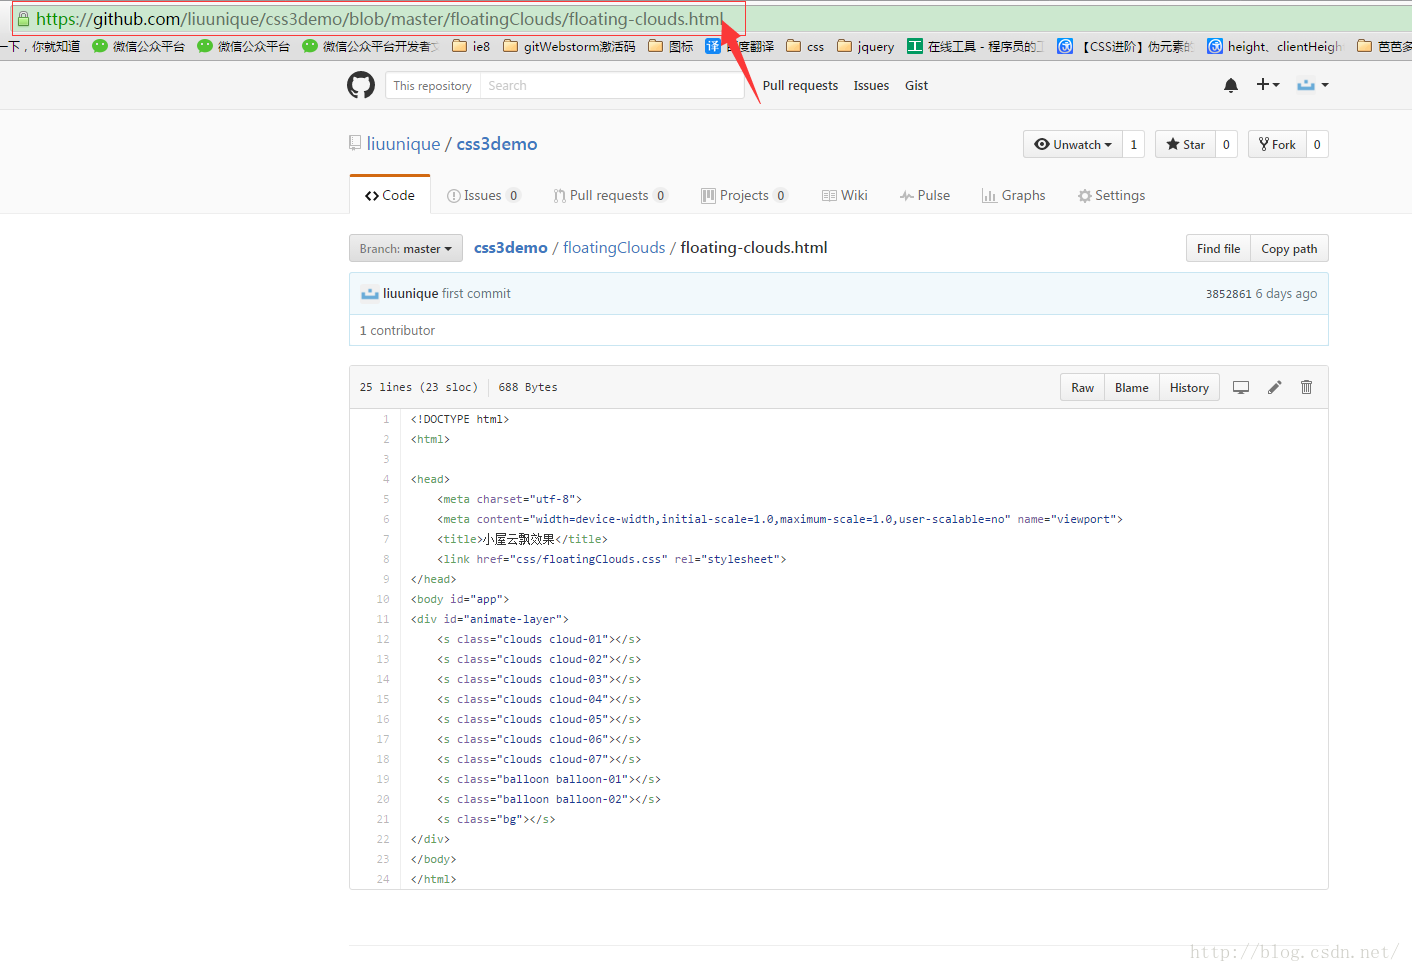 https://github.com/liuunique/css3demo/blob/master/floatingClouds/floating-clouds.html
一下，你就知道 微信公众平台 微信公众平台 微信公众平台开发者 ie8 gitWebstorm激活码 图标 译 度翻译 css jquery 工 在线工具 - 程序员的工 【CSS进阶】伪元素的 height、clientHeigh 芭芭多
This repository Search Pull requests Issues Gist
liuunique / css3demo Unwatch 1 Star 0 Fork 0
Code Issues 0 Pull requests 0 Projects 0 Wiki Pulse Graphs Settings
Branch: master css3demo / floatingClouds / floating-clouds.html Find file Copy path
liuunique first commit 3852861 6 days ago
1 contributor
25 lines (23 sloc) 688 Bytes Raw Blame History
1 <!DOCTYPE html>
2 <html>
3
4 <head>
5 <meta charset="utf-8">
6 <meta content="width=device-width,initial-scale=1.0,maximum-scale=1.0,user-scalable=no" name="viewport">
7 <title>小屋云飘效果</title>
8 <link href="css/floatingClouds.css" rel="stylesheet">
9 </head>
10 <body id="app">
11 <div id="animate-layer">
12 <s class="clouds cloud-01"></s>
13 <s class="clouds cloud-02"></s>
14 <s class="clouds cloud-03"></s>
15 <s class="clouds cloud-04"></s>
16 <s class="clouds cloud-05"></s>
17 <s class="clouds cloud-06"></s>
18 <s class="clouds cloud-07"></s>
19 <s class="balloon balloon-01"></s>
20 <s class="balloon balloon-02"></s>
21 <s class="bg"></s>
22 </div>
23 </body>
24 </html>
http://blog.csdn.net/